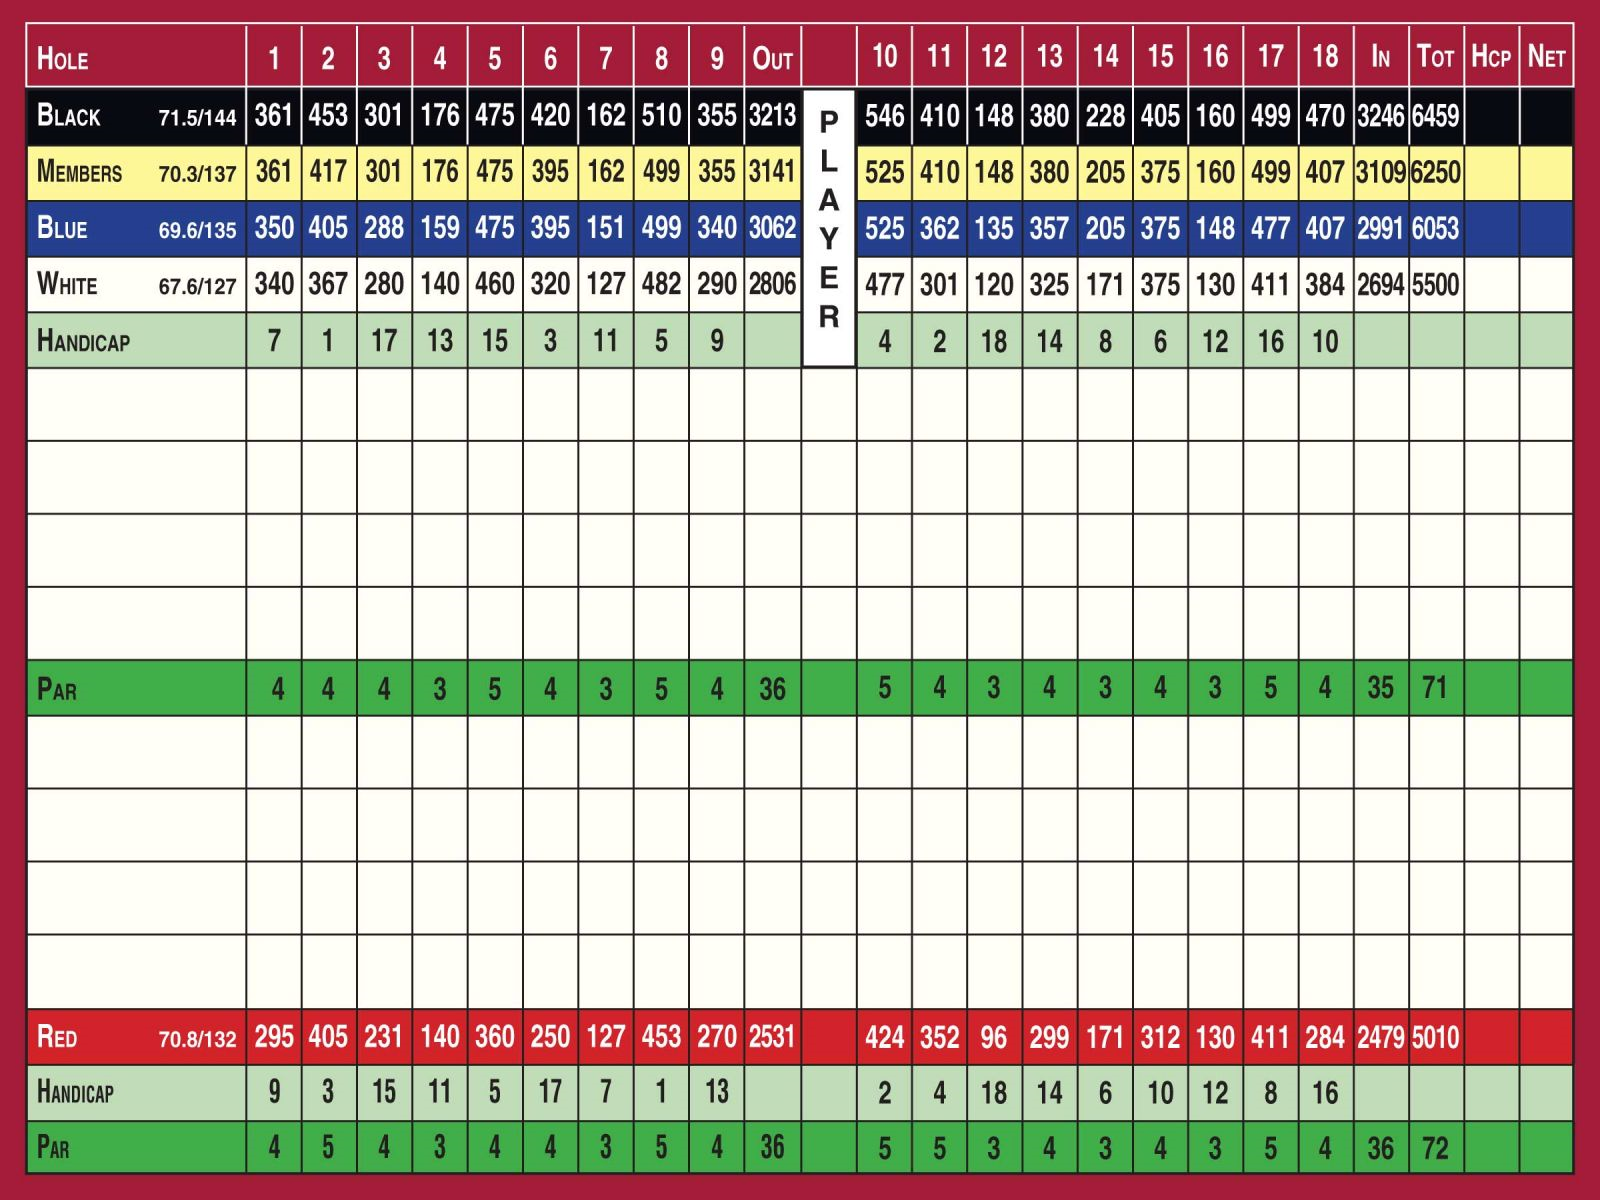 HOLE 1 2 3 4 5 6 7 8 9 OUT 10 11 12 13 14 15 16 17 18 IN TOT HCP NET
BLACK 71.5/144 361 453 301 176 475 420 162 510 355 3213 PLAYER 546 410 148 380 228 405 160 499 470 3246 6459
MEMBERS 70.3/137 361 417 301 176 475 395 162 499 355 3141 525 410 148 380 205 375 160 499 407 3109 6250
BLUE 69.6/135 350 405 288 159 475 395 151 499 340 3062 525 362 135 357 205 375 148 477 407 2991 6053
WHITE 67.6/127 340 367 280 140 460 320 127 482 290 2806 477 301 120 325 171 375 130 411 384 2694 5500
HANDICAP 7 1 17 13 15 3 11 5 9 4 2 18 14 8 6 12 16 10
PAR 4 4 4 3 5 4 3 5 4 36 5 4 3 4 3 4 3 5 4 35 71
RED 70.8/132 295 405 231 140 360 250 127 453 270 2531 424 352 96 299 171 312 130 411 284 2479 5010
HANDICAP 9 3 15 11 5 17 7 1 13 2 4 18 14 6 10 12 8 16
PAR 4 5 4 3 4 4 3 5 4 36 5 5 3 4 3 4 3 5 4 36 72